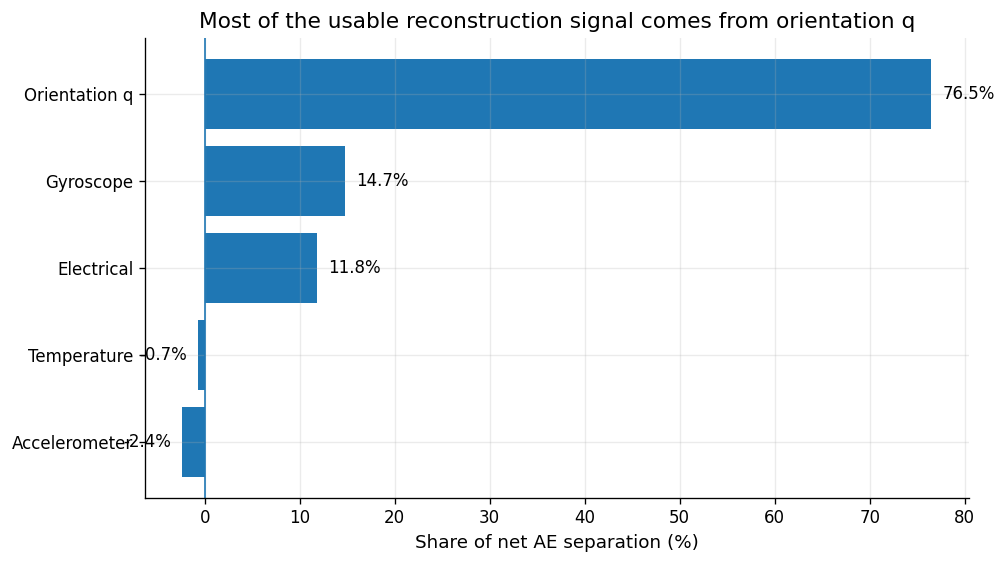 Most of the usable reconstruction signal comes from orientation q
Orientation q 76.5%
Gyroscope 14.7%
Electrical 11.8%
Temperature -0.7%
Accelerometer -2.4%
0 10 20 30 40 50 60 70 80
Share of net AE separation (%)